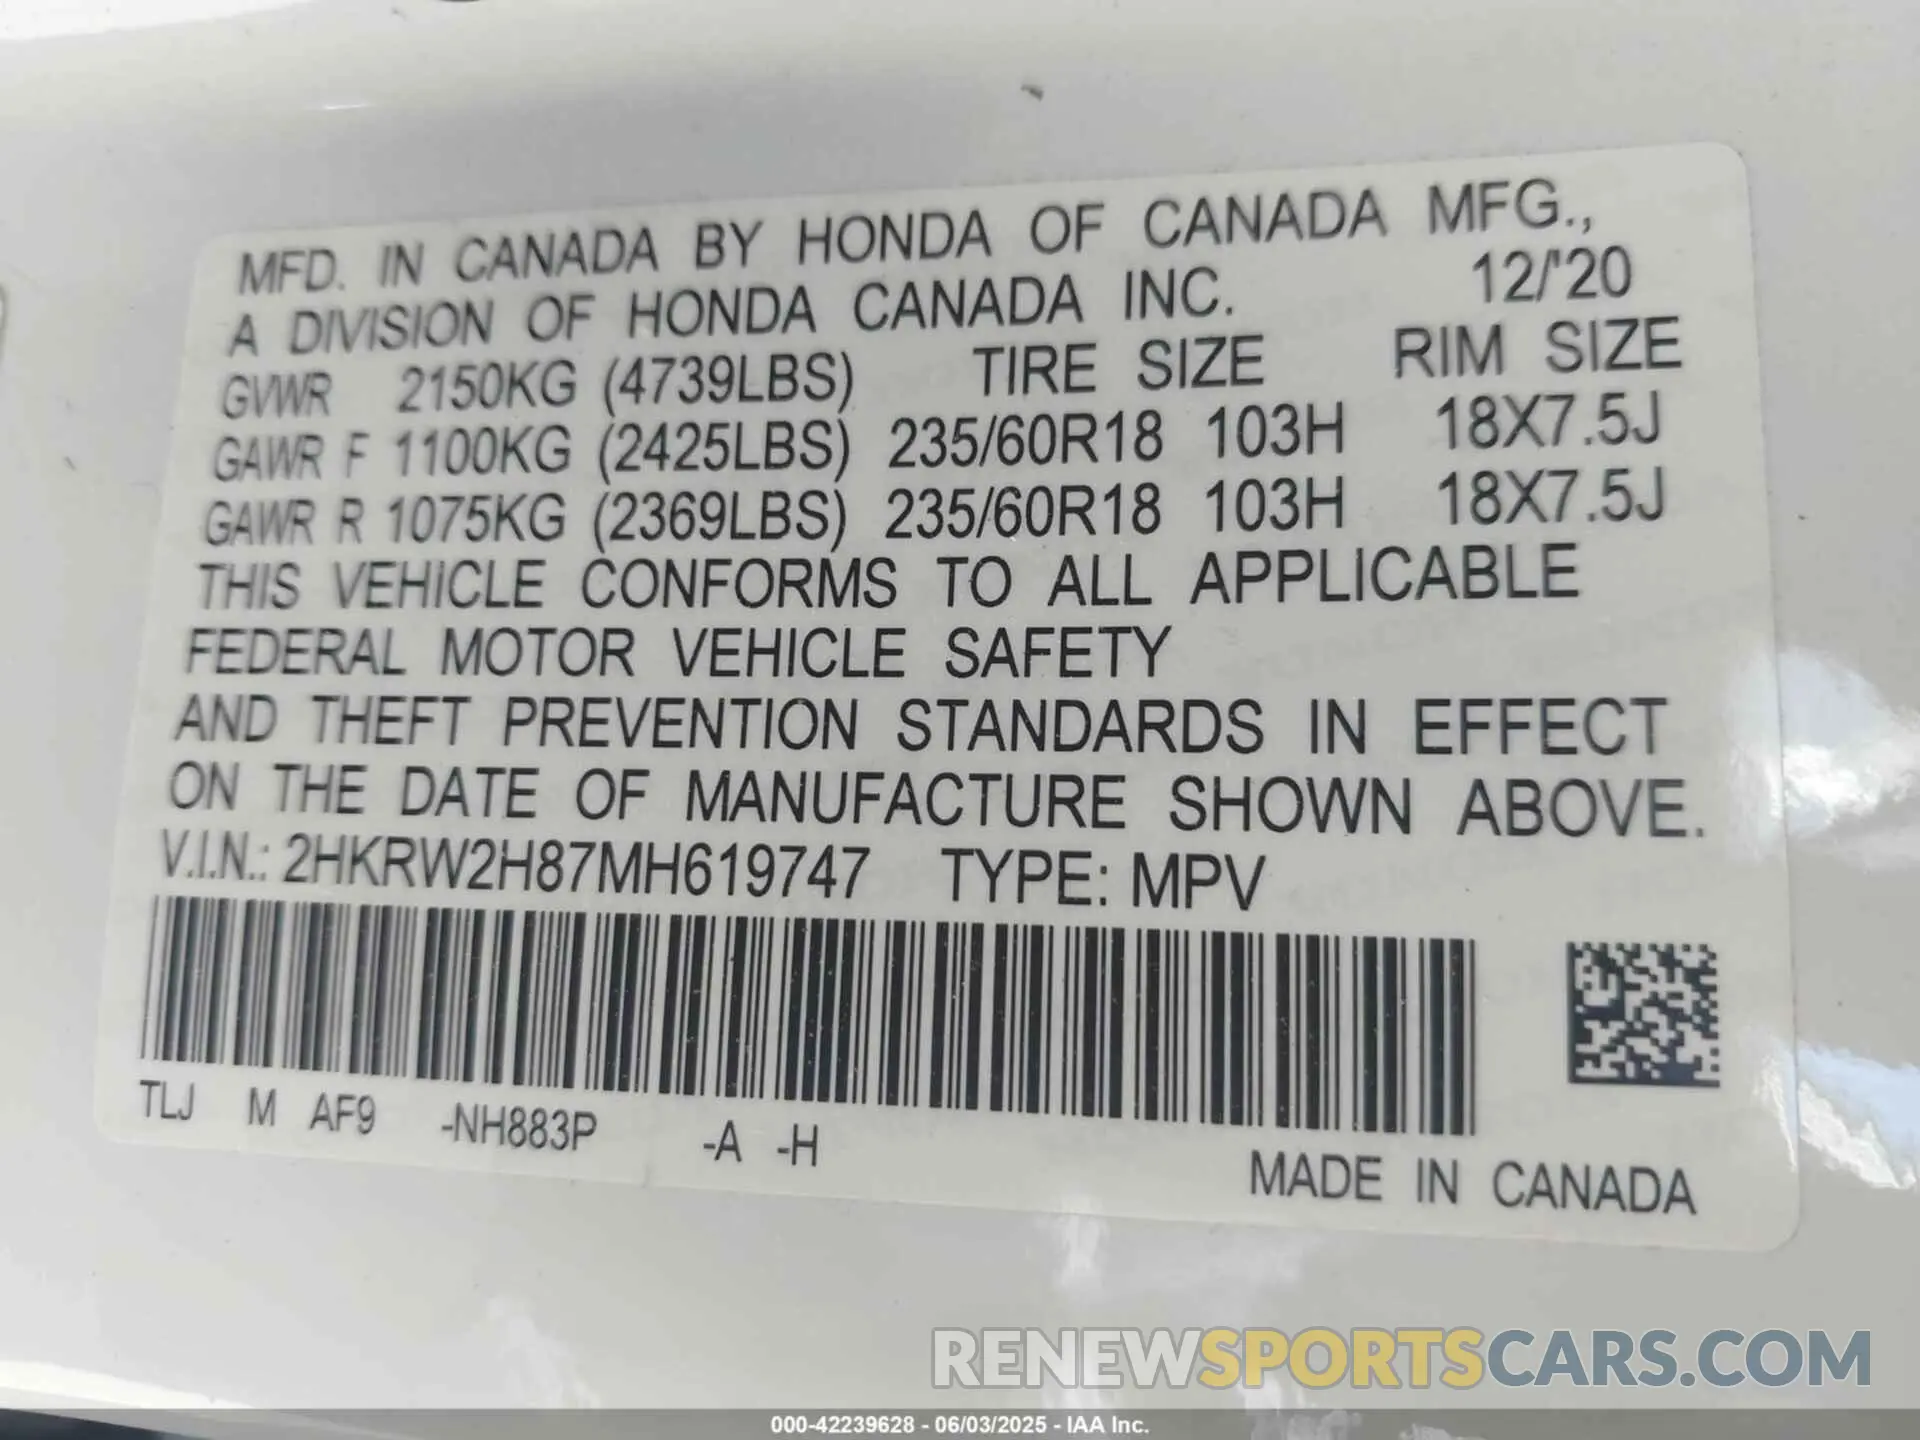 MFD. IN CANADA BY HONDA OF CANADA MFG.,
A DIVISION OF HONDA CANADA INC. 12/'20
GVWR 2150KG (4739LBS) TIRE SIZE RIM SIZE
GAWR F 1100KG (2425LBS) 235/60R18 103H 18X7.5J
GAWR R 1075KG (2369LBS) 235/60R18 103H 18X7.5J
THIS VEHICLE CONFORMS TO ALL APPLICABLE
FEDERAL MOTOR VEHICLE SAFETY
AND THEFT PREVENTION STANDARDS IN EFFECT
ON THE DATE OF MANUFACTURE SHOWN ABOVE.
V.I.N.: 2HKRW2H87MH619747 TYPE: MPV
TLJ M AF9 -NH883P -A -H
MADE IN CANADA
RENEWSPORTSCARS.COM
000-42239628 - 06/03/2025 - IAA Inc.